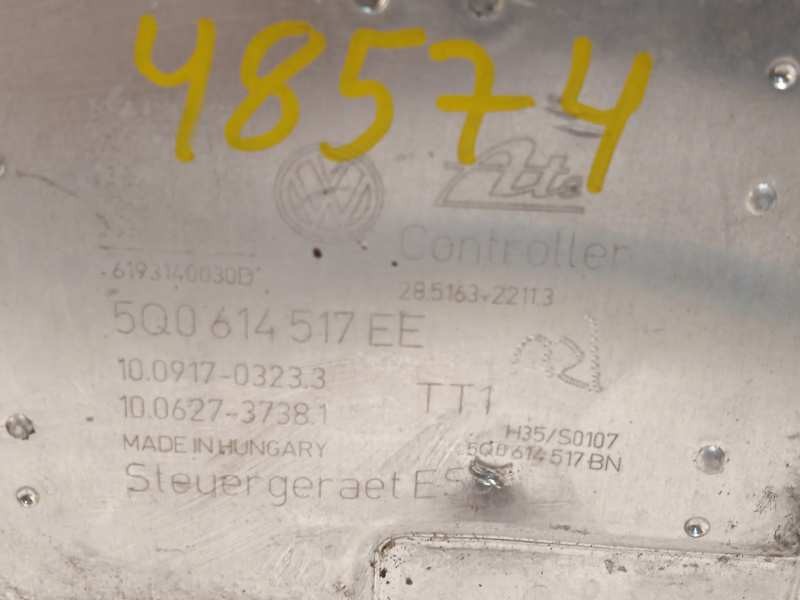 48574
Ate
Controller
6193140030D
28.5163-2211.3
5Q0 614 517 EE
10.0917-0323.3
TT1
10.0627-3738.1
H35/S0107
MADE IN HUNGARY
5Q0 614 517 BN
Steuergeraet